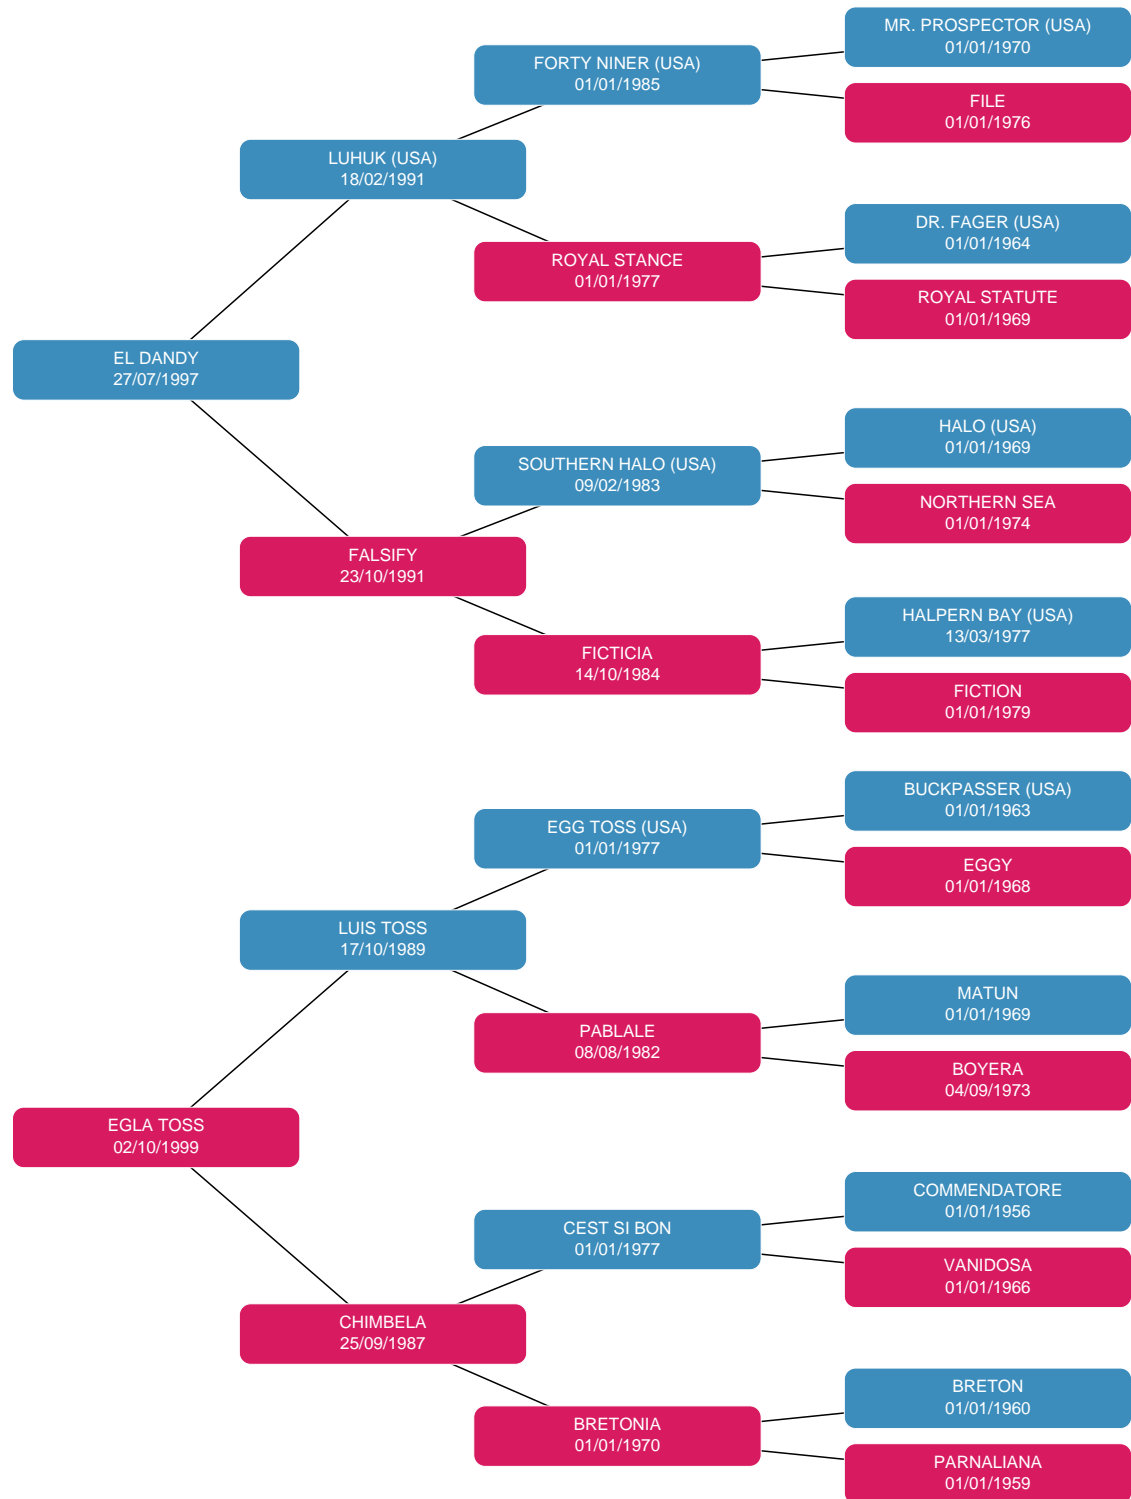 MR. PROSPECTOR (USA)
01/01/1970
FORTY NINER (USA)
01/01/1985
FILE
01/01/1976
LUHUK (USA)
18/02/1991
DR. FAGER (USA)
01/01/1964
ROYAL STANCE
01/01/1977
ROYAL STATUTE
01/01/1969
EL DANDY
27/07/1997
HALO (USA)
01/01/1969
SOUTHERN HALO (USA)
09/02/1983
NORTHERN SEA
01/01/1974
FALSIFY
23/10/1991
HALPERN BAY (USA)
13/03/1977
FICTICIA
14/10/1984
FICTION
01/01/1979
BUCKPASSER (USA)
01/01/1963
EGG TOSS (USA)
01/01/1977
EGGY
01/01/1968
LUIS TOSS
17/10/1989
MATUN
01/01/1969
PABLALE
08/08/1982
BOYERA
04/09/1973
EGLA TOSS
02/10/1999
COMMENDATORE
01/01/1956
CEST SI BON
01/01/1977
VANIDOSA
01/01/1966
CHIMBELA
25/09/1987
BRETON
01/01/1960
BRETONIA
01/01/1970
PARNALIANA
01/01/1959